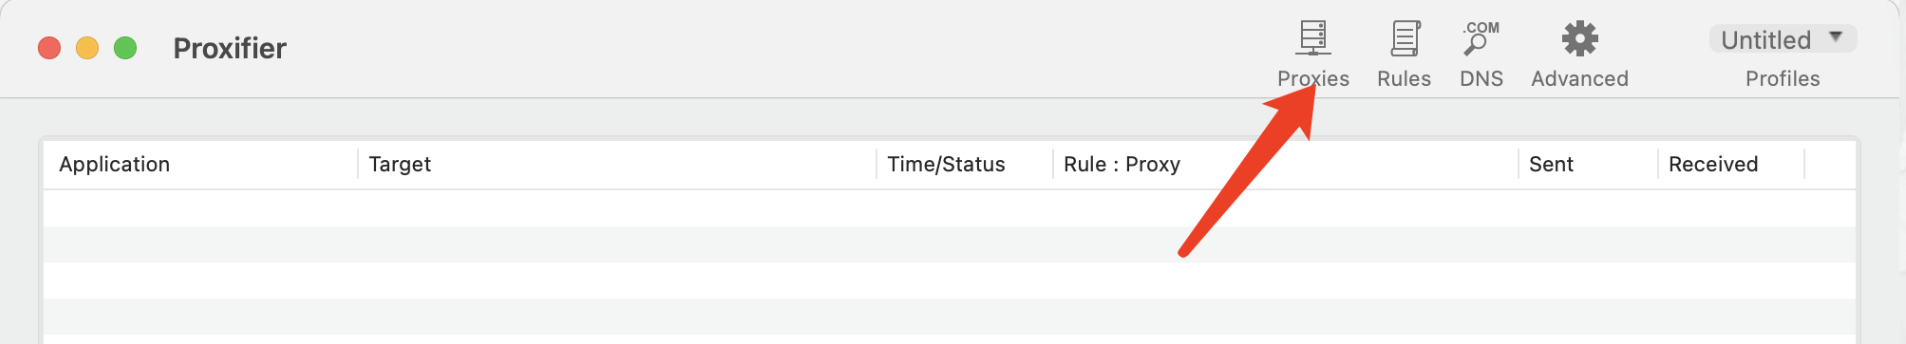 Proxifier
.COM
Untitled
Proxies Rules DNS Advanced Profiles
Application Target Time/Status Rule : Proxy Sent Received